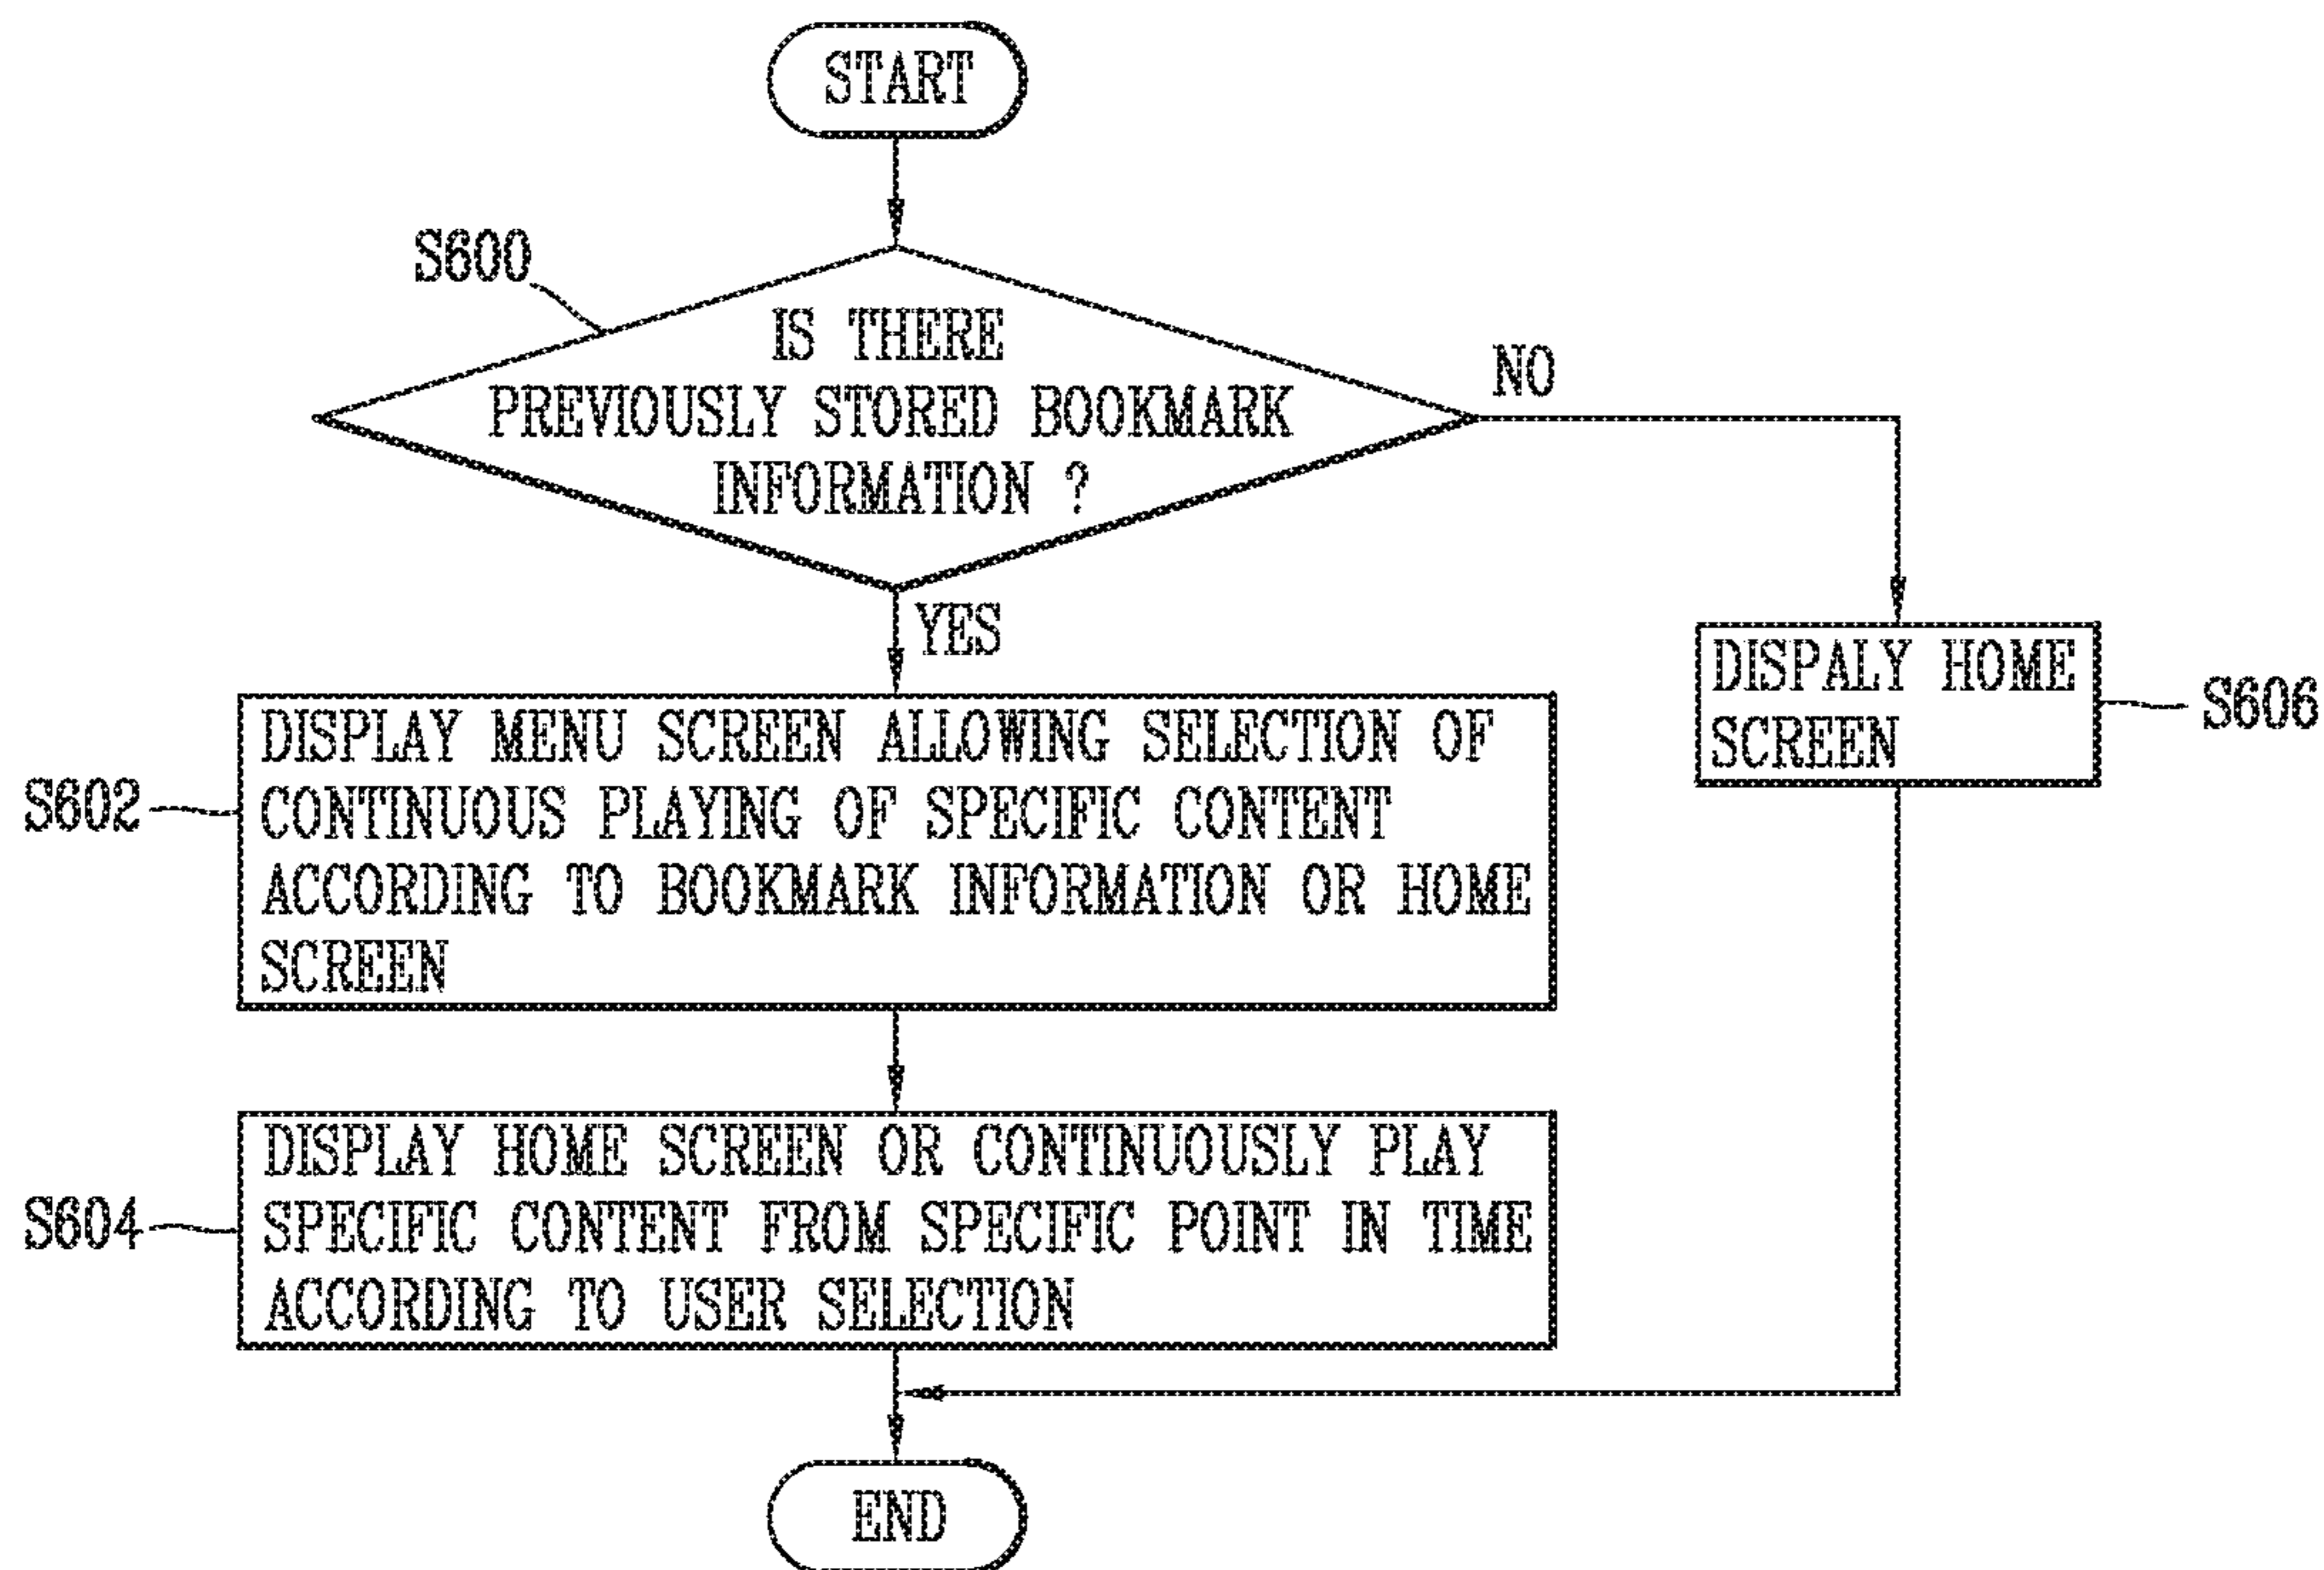 START
S600
IS THERE
PREVIOUSLY STORED BOOKMARK
INFORMATION ?
NO
YES
DISPALY HOME
SCREEN
S606
S602
DISPLAY MENU SCREEN ALLOWING SELECTION OF
CONTINUOUS PLAYING OF SPECIFIC CONTENT
ACCORDING TO BOOKMARK INFORMATION OR HOME
SCREEN
S604
DISPLAY HOME SCREEN OR CONTINUOUSLY PLAY
SPECIFIC CONTENT FROM SPECIFIC POINT IN TIME
ACCORDING TO USER SELECTION
END